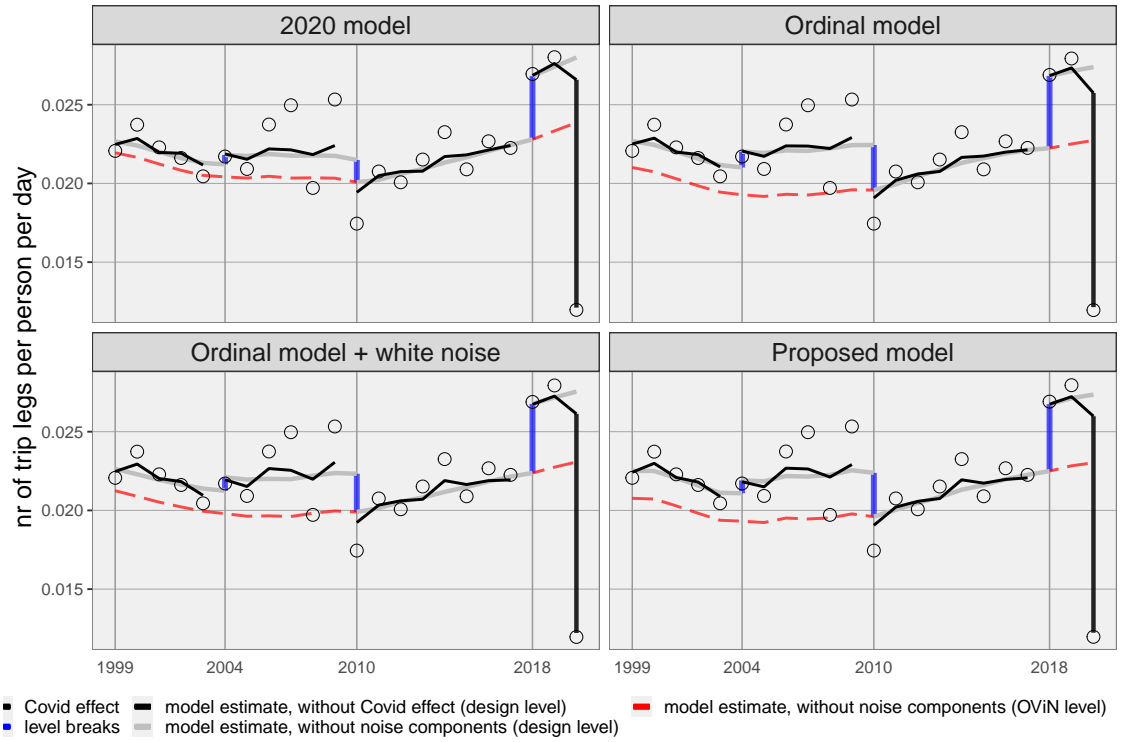 2020 model
Ordinal model
0.025
0.020
0.015
Ordinal model + white noise
Proposed model
0.025
0.020
0.015
nr of trip legs per person per day
1999
2004
2010
2018
1999
2004
2010
2018
Covid effect
model estimate, without Covid effect (design level)
model estimate, without noise components (OViN level)
level breaks
model estimate, without noise components (design level)